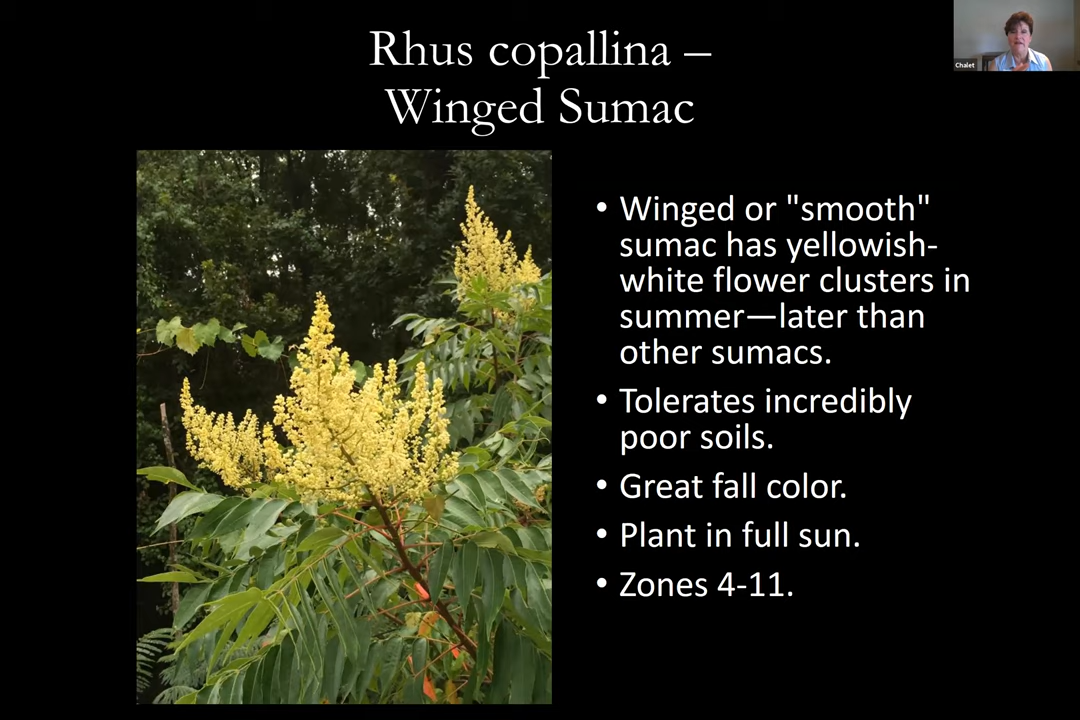 Rhus copallina –
Winged Sumac
Chalet
• Winged or "smooth"
sumac has yellowish-
white flower clusters in
summer—later than
other sumacs.
• Tolerates incredibly
poor soils.
• Great fall color.
• Plant in full sun.
• Zones 4-11.